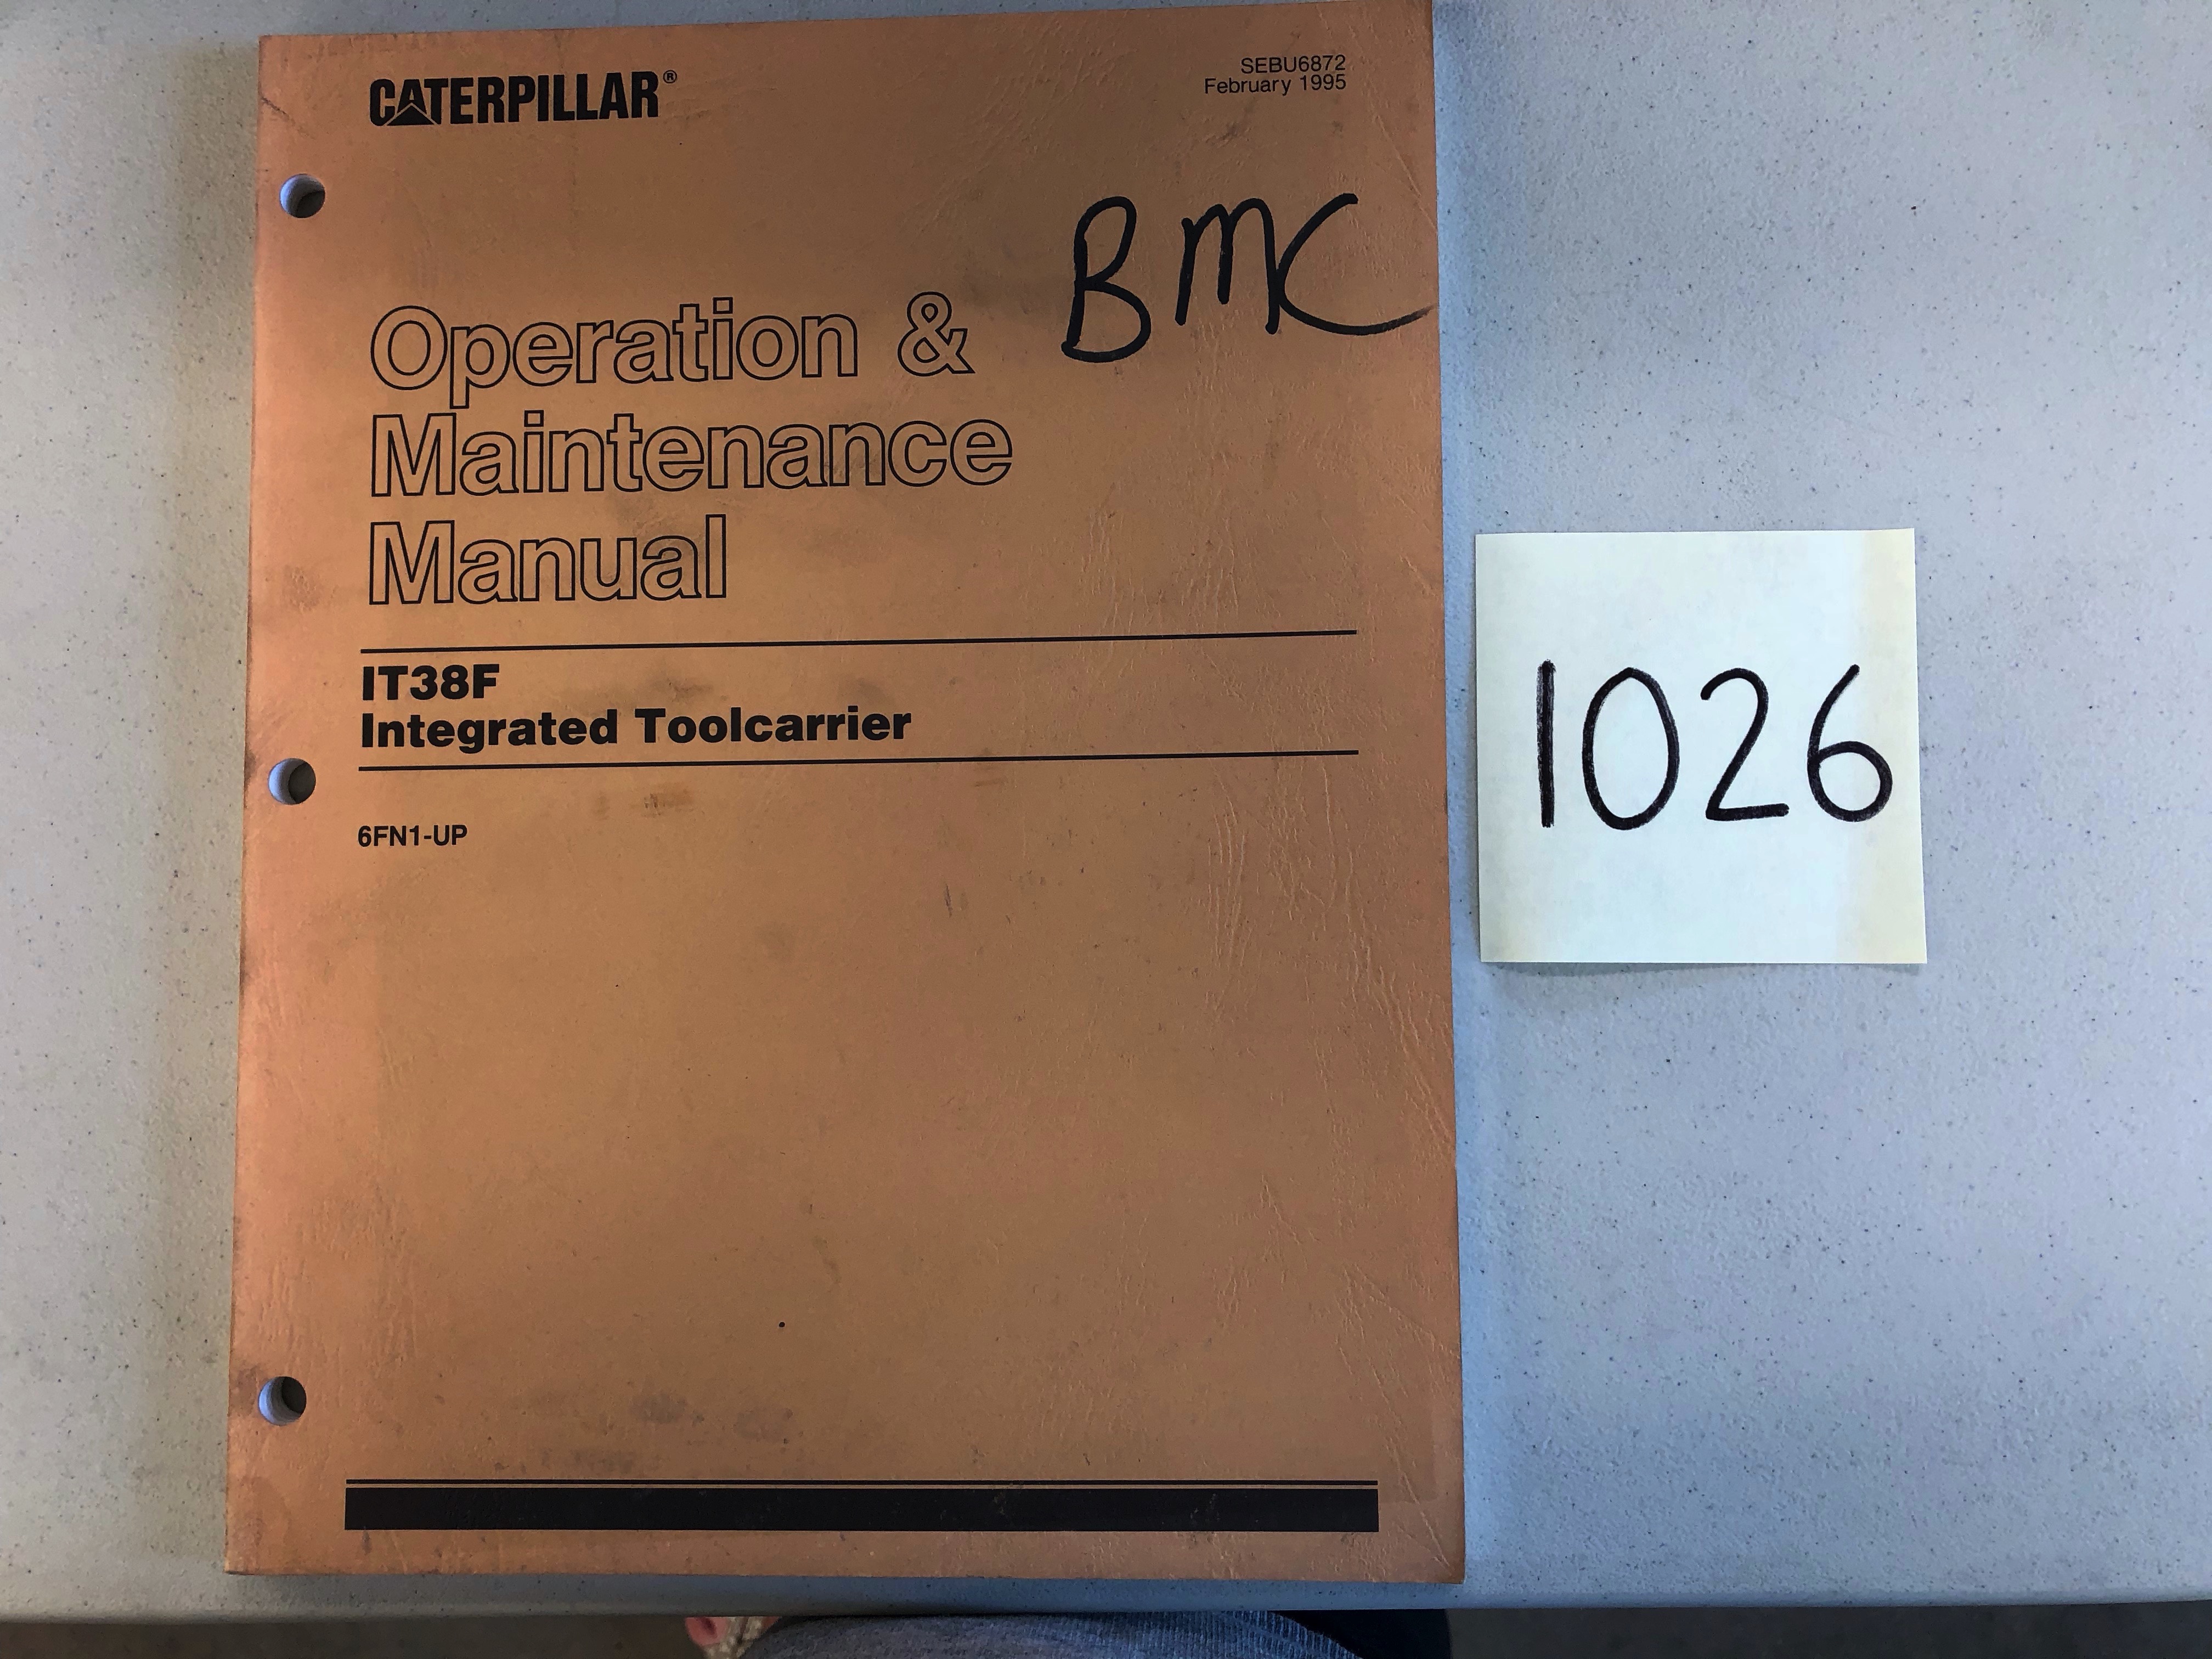 CATERPILLAR®
SEBU6872
February 1995
BMC
Operation &
Maintenance
Manual
IT38F
Integrated Toolcarrier
6FN1-UP
1026